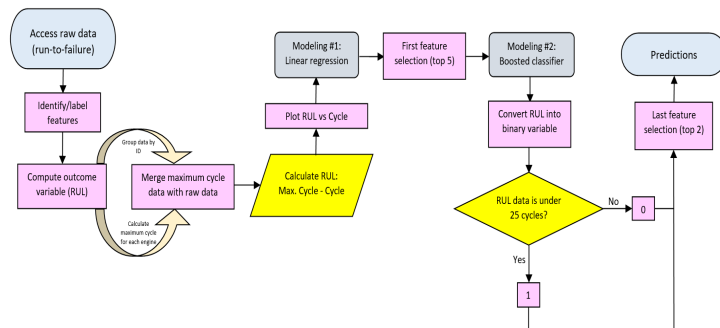 Access raw data
(run-to-failure)
Identify/label
features
Compute outcome
variable (RUL)
Group data by
ID
Calculate
maximum cycle
for each engine
Merge maximum cycle
data with raw data
Calculate RUL:
Max. Cycle - Cycle
Plot RUL vs Cycle
Modeling #1:
Linear regression
First feature
selection (top 5)
Modeling #2:
Boosted classifier
Convert RUL into
binary variable
RUL data is under
25 cycles?
No
0
Yes
1
Last feature
selection (top 2)
Predictions